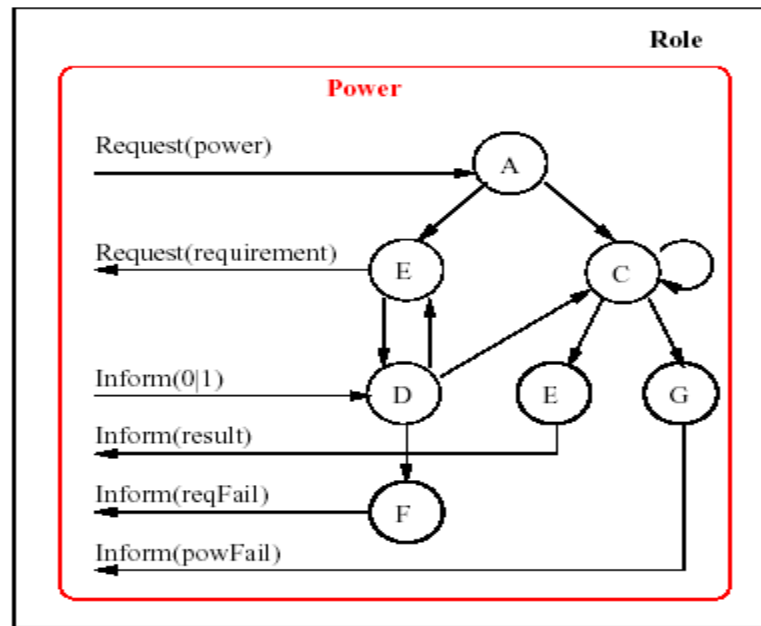 Role
Power
Request(power)
A
Request(requirement)
E
C
Inform(0|1)
D
E
G
Inform(result)
Inform(reqFail)
F
Inform(powFail)